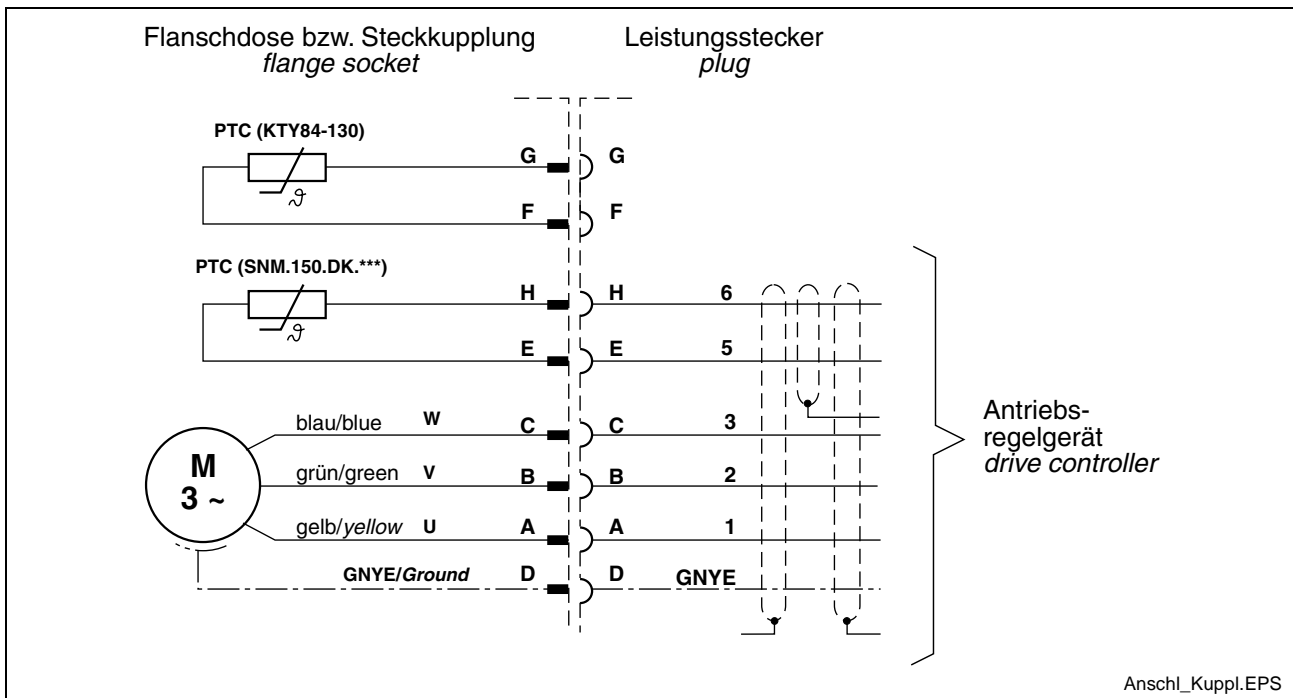 Flanschdose bzw. Steckkupplung
flange socket
Leistungsstecker
plug
PTC (KTY84-130)
G G
ϑ
F F
PTC (SNM.150.DK.***)
H H 6
ϑ
E E 5
blau/blue W C C 3
M
3 ~
grün/green V B B 2
gelb/yellow U A A 1
GNYE/Ground D D GNYE
Antriebs-
regelgerät
drive controller
Anschl_Kuppl.EPS